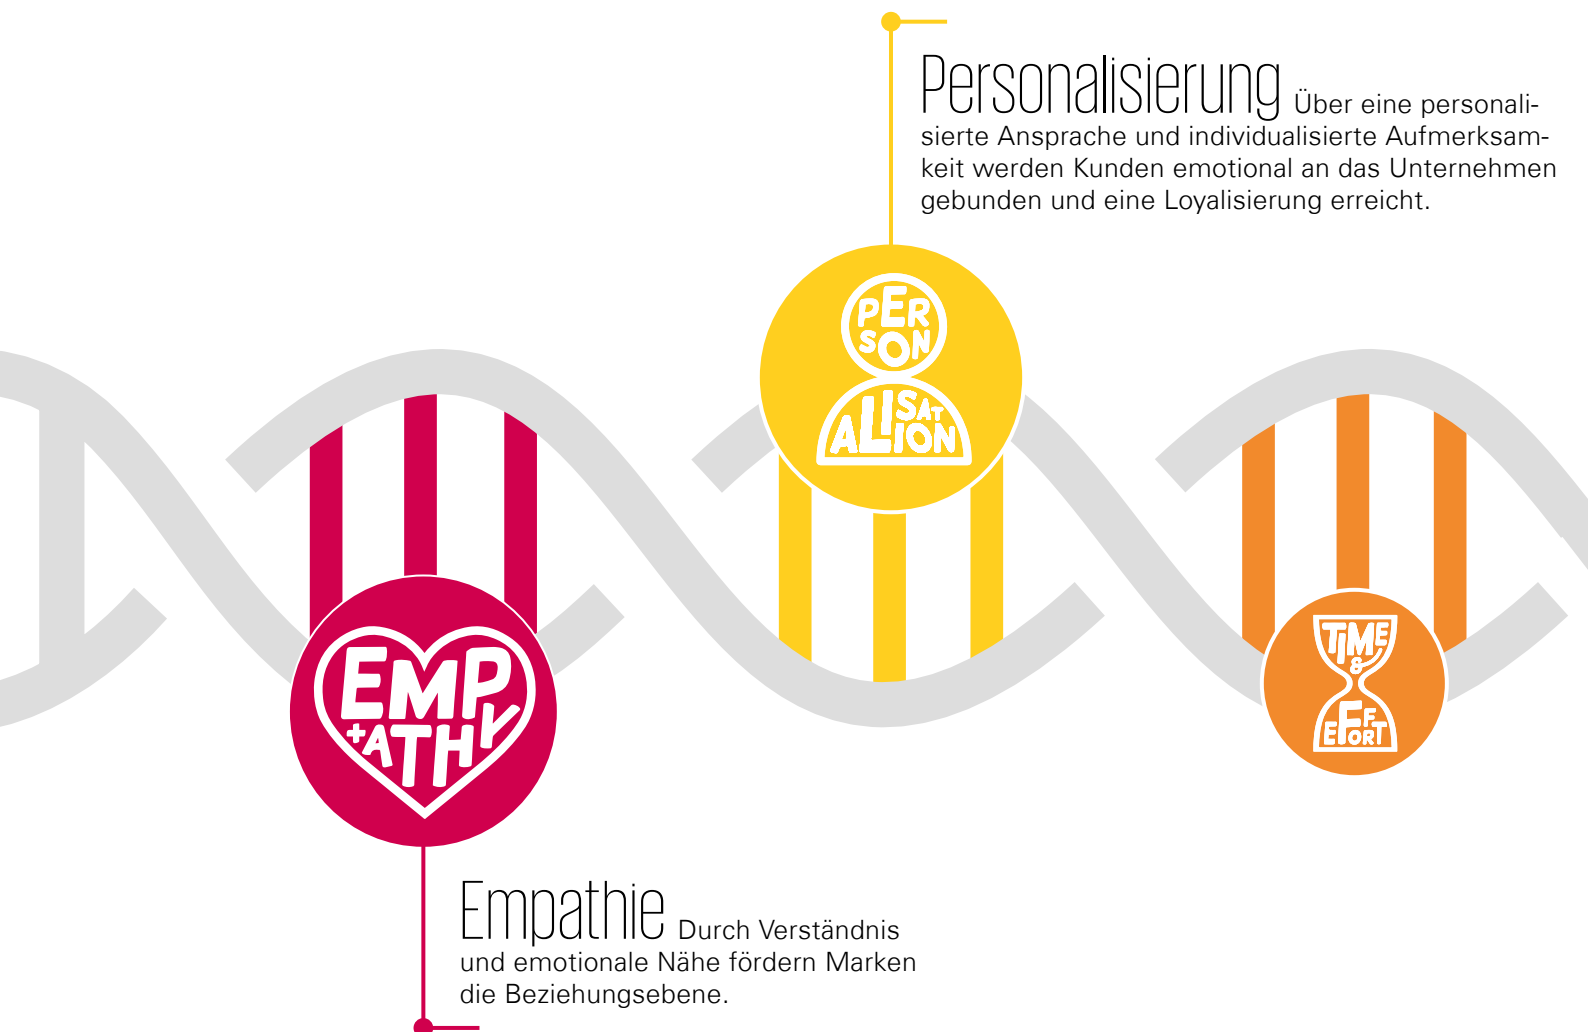 Personalisierung Über eine personali-
sierte Ansprache und individualisierte Aufmerksam-
keit werden Kunden emotional an das Unternehmen
gebunden und eine Loyalisierung erreicht.
PER
SON
ALISAT
ION
EMP
+ATHY
TIME
&
EFF
ORT
Empathie Durch Verständnis
und emotionale Nähe fördern Marken
die Beziehungsebene.